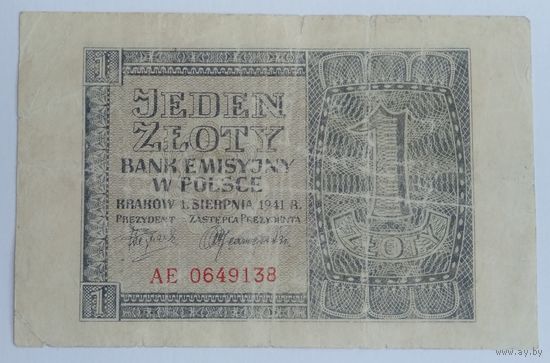 1
JEDEN
ZŁOTY
BANK EMISYJNY
W POLSCE
KRAKÓW 1. SIERPNIA 1941 R.
PREZYDENT ZASTĘPCA PREZYDENTA
AE 0649138
1
1
ZŁOTY
www.ay.by